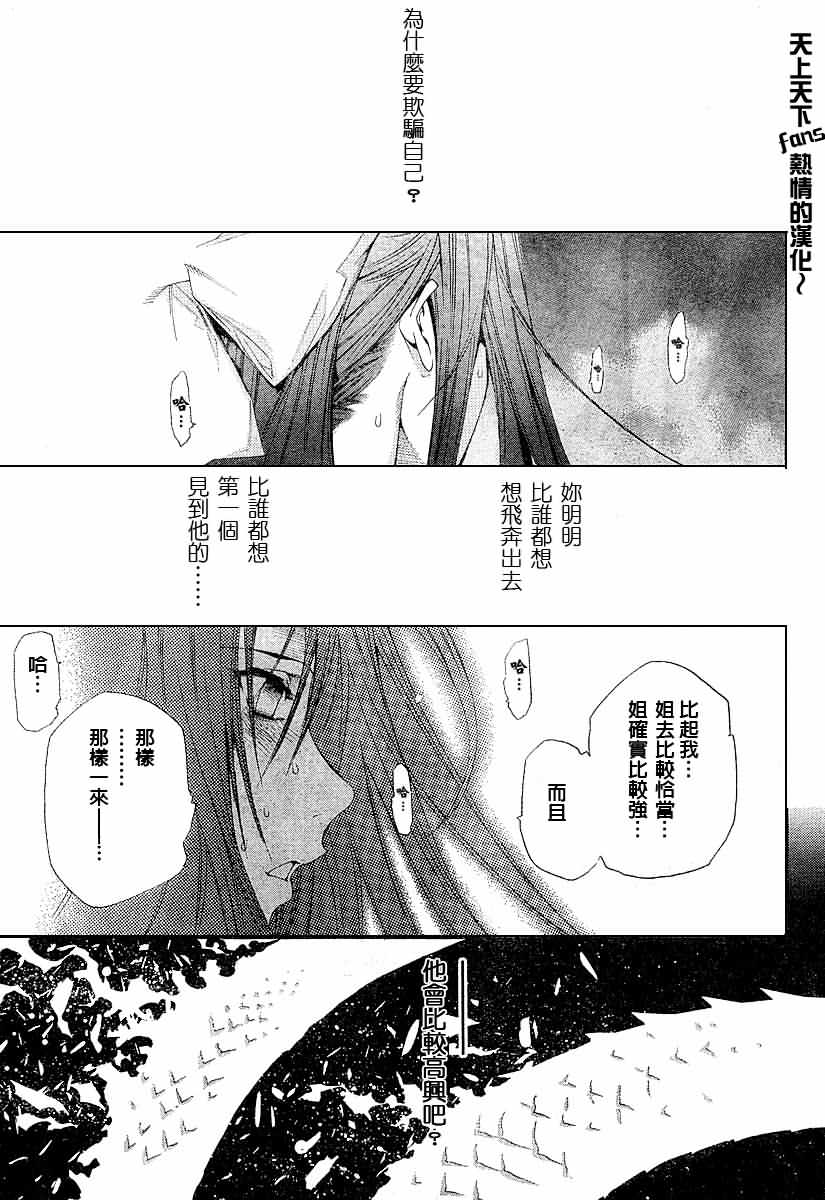 天上天下
fans
熱情的漢化～
為什麼要欺騙自己？
哈…
哈…
哈…
妳明明
比誰都想
想飛奔出去
比誰都想
第一個
見到他的……
比起我…
姐去比較恰當…
姐確實比較強…
而且
哈…
哈…
那樣
………
那樣一來——…
哈…
他會比較高興吧？